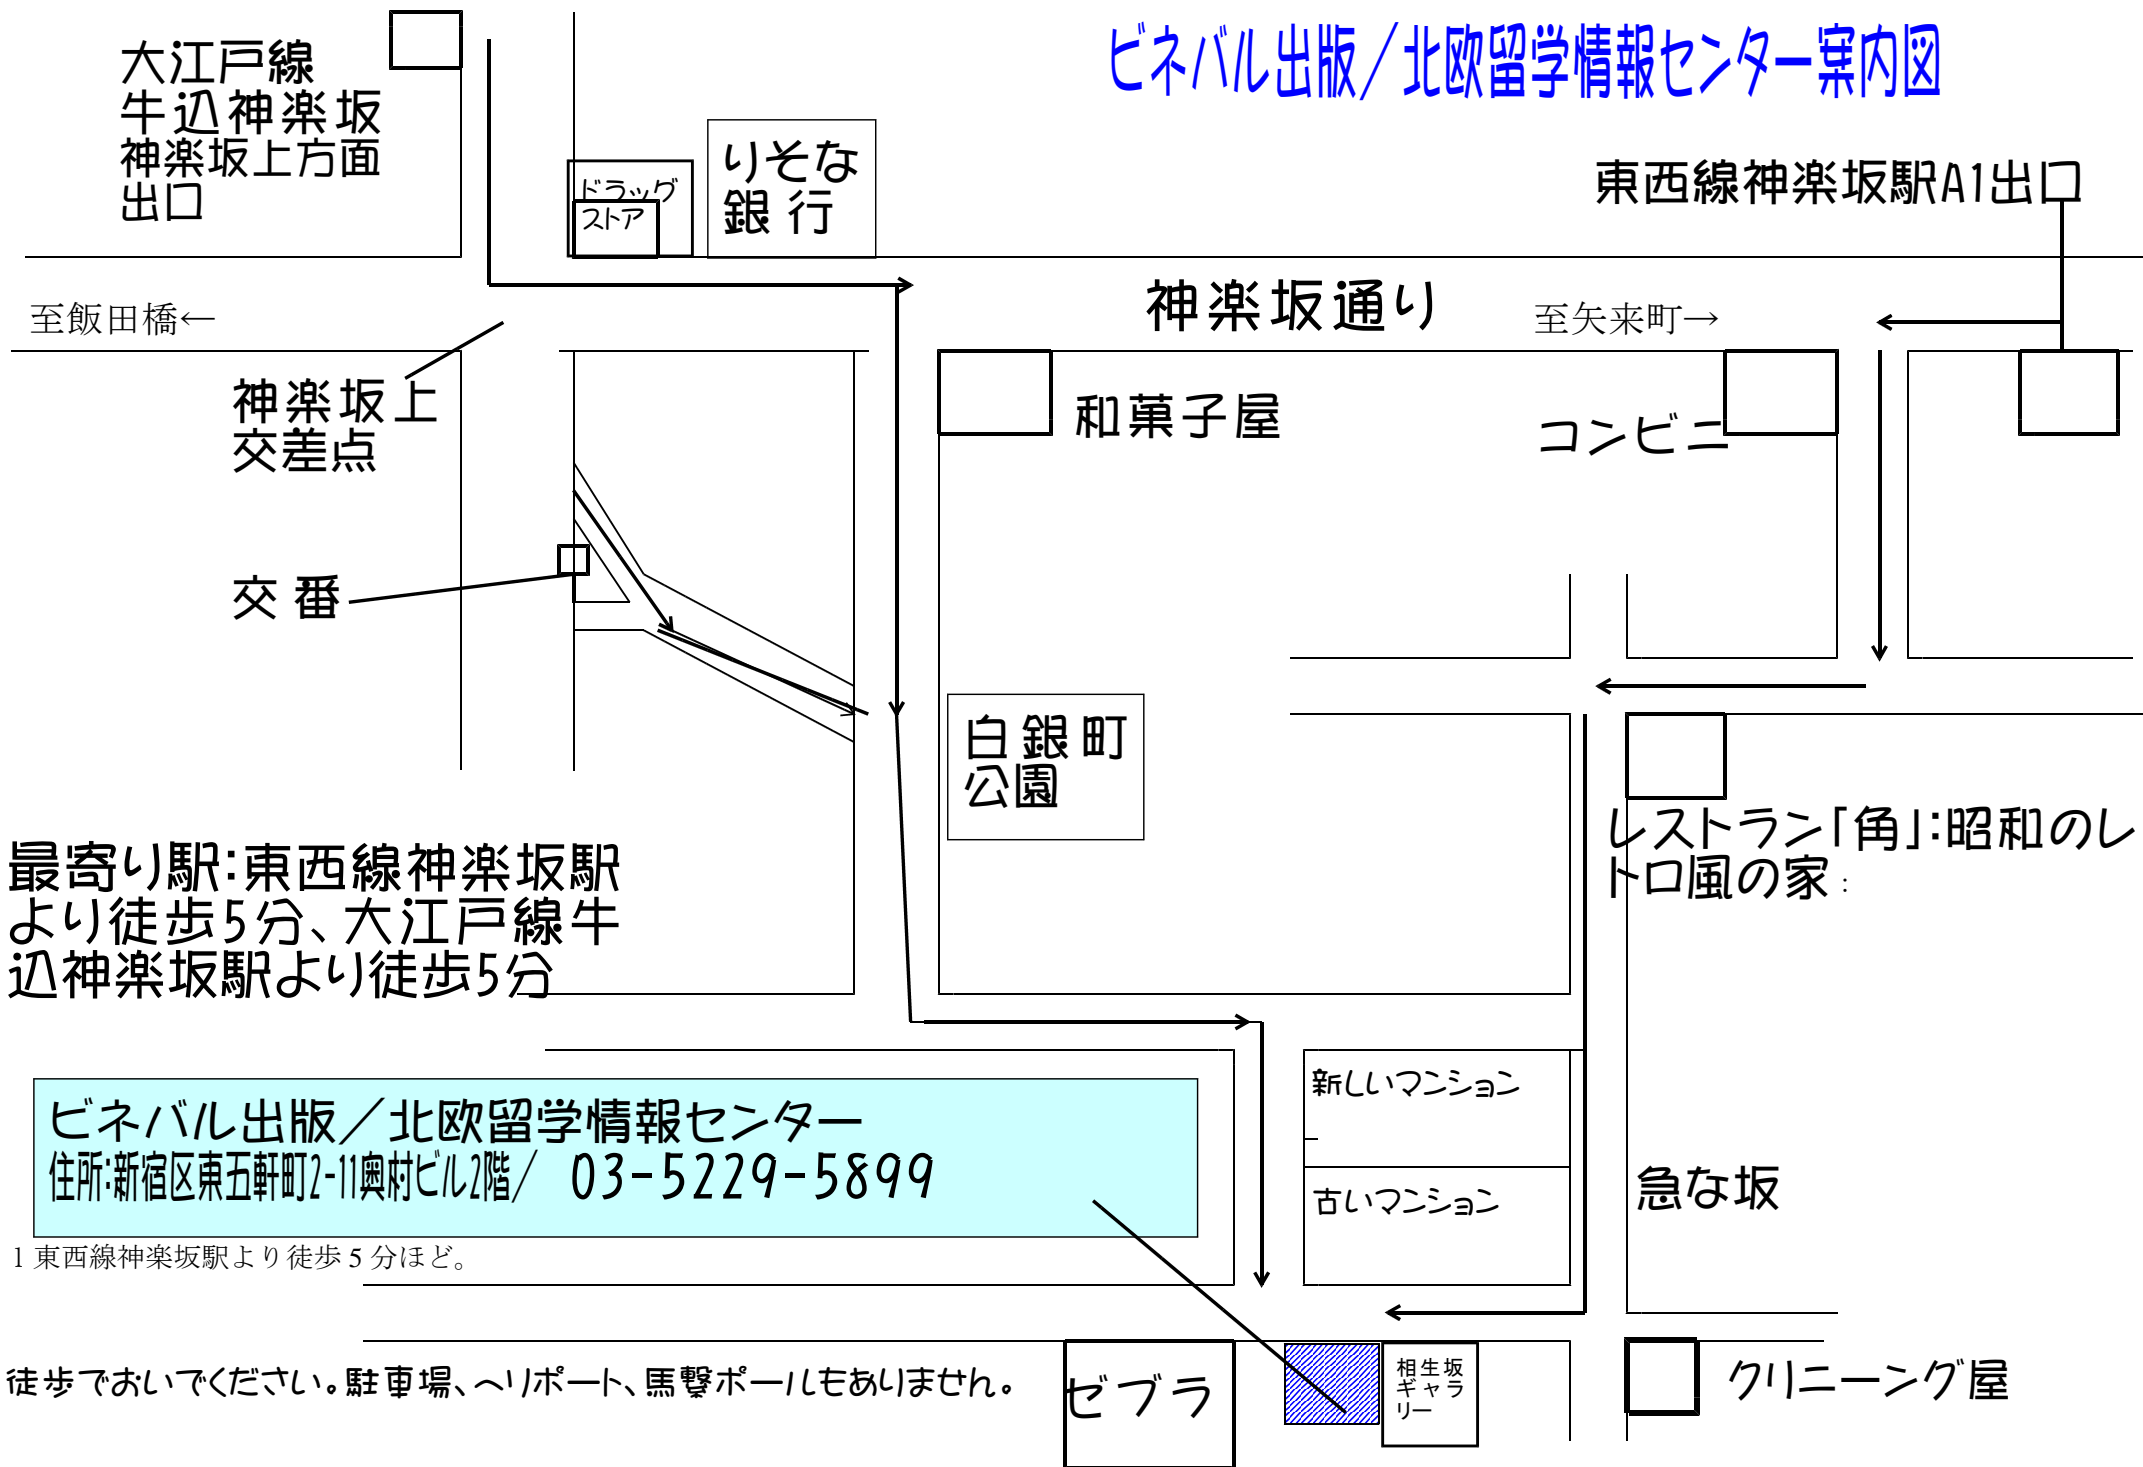 ビネバル出版／北欧留学情報センター案内図
大江戸線
牛込神楽坂
神楽坂上方面
出口
ドラッグ
ストア
りそな
銀行
東西線神楽坂駅A1出口
至飯田橋←
神楽坂通り
至矢来町→
神楽坂上
交差点
和菓子屋
コンビニ
交番
白銀町
公園
レストラン「角」：昭和のレ
トロ風の家：
最寄り駅：東西線神楽坂駅
より徒歩5分、大江戸線牛
込神楽坂駅より徒歩5分
新しいマンション
ビネバル出版／北欧留学情報センター
住所：新宿区東五軒町2-11奥村ビル2階／　03-5229-5899
古いマンション
急な坂
1 東西線神楽坂駅より徒歩5分ほど。
徒歩でおいでください。駐車場、ヘリポート、馬繋ポールもありません。
ゼブラ
相生坂
ギャラ
リー
クリーニング屋